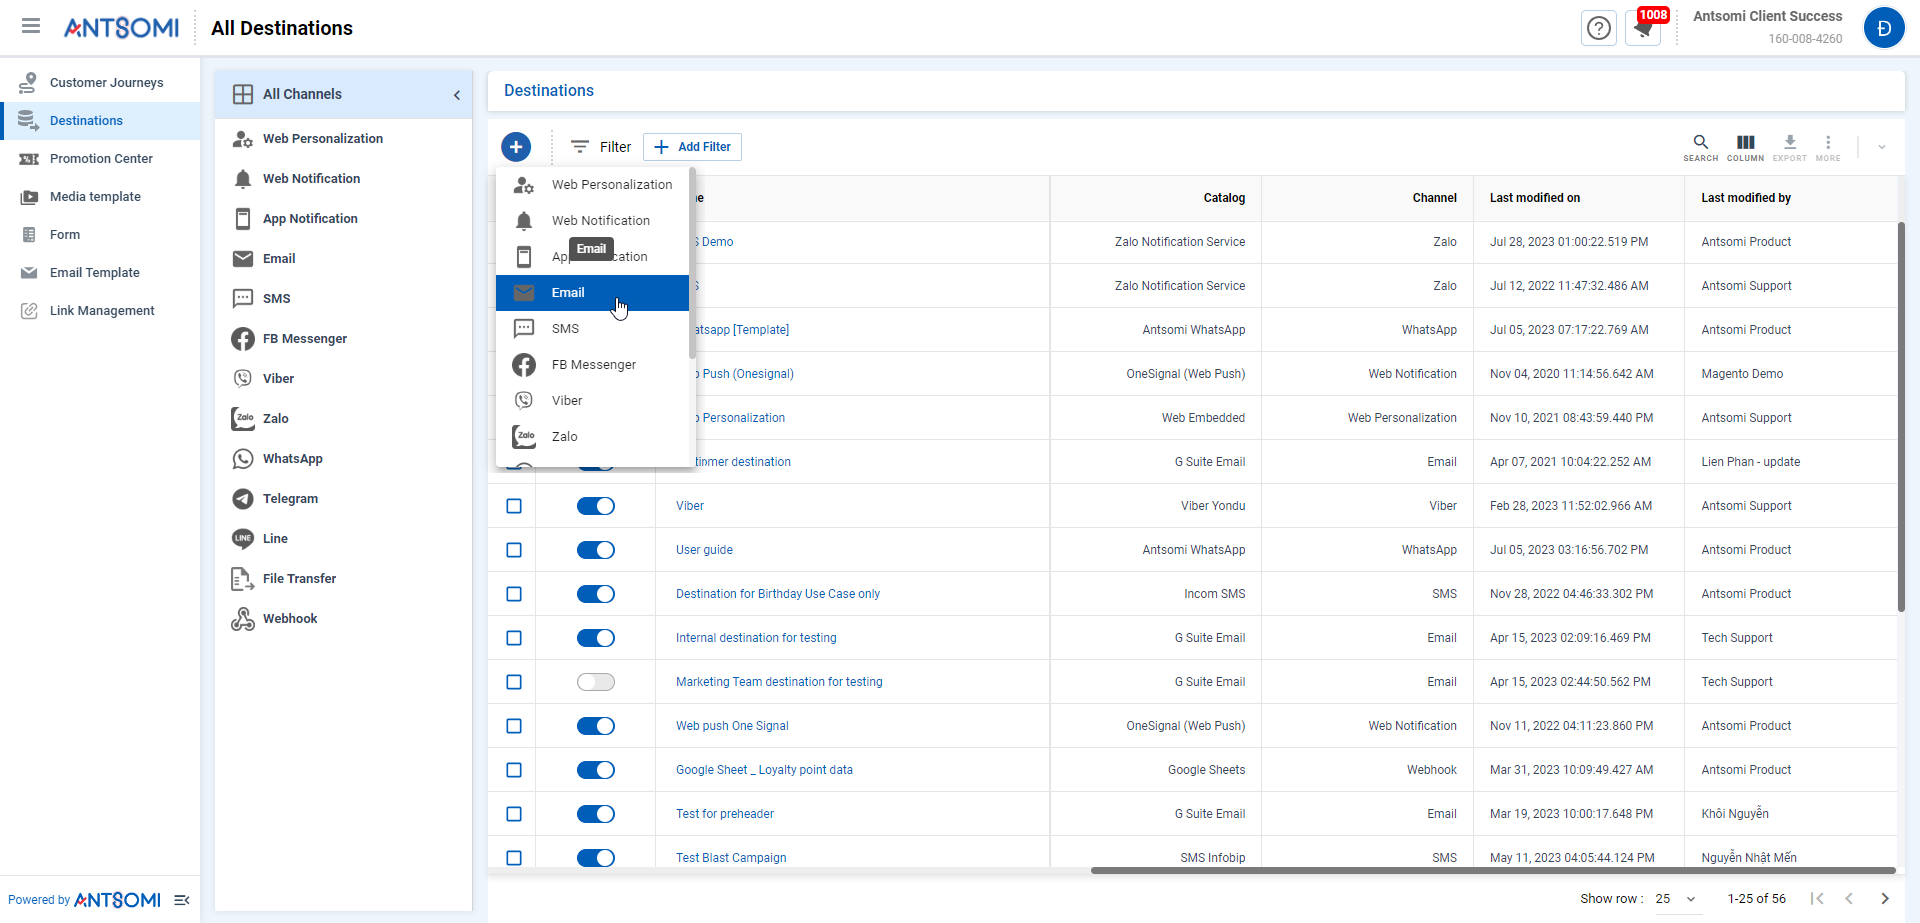 ANTSOMI
All Destinations
1008
Antsomi Client Success
160-008-4260
Đ
Customer Journeys
Destinations
Promotion Center
Media template
Form
Email Template
Link Management
Powered by ANTSOMI
All Channels
Web Personalization
Web Notification
App Notification
Email
SMS
FB Messenger
Viber
Zalo
WhatsApp
Telegram
Line
File Transfer
Webhook
Destinations
Filter
Add Filter
SEARCH
COLUMN
EXPORT
MORE
Web Personalization
Web Notification
Email
Email
SMS
FB Messenger
Viber
Zalo
Catalog Channel Last modified on Last modified by
Demo Zalo Notification Service Zalo Jul 28, 2023 01:00:22.519 PM Antsomi Product
Zalo Notification Service Zalo Jul 12, 2022 11:47:32.486 AM Antsomi Support
[Template] Antsomi WhatsApp WhatsApp Jul 05, 2023 07:17:22.769 AM Antsomi Product
Push (Onesignal) OneSignal (Web Push) Web Notification Nov 04, 2020 11:14:56.642 AM Magento Demo
Personalization Web Embedded Web Personalization Nov 10, 2021 08:43:59.440 PM Antsomi Support
destination G Suite Email Email Apr 07, 2021 10:04:22.252 AM Lien Phan - update
Viber Viber Yondu Viber Feb 28, 2023 11:52:02.966 AM Antsomi Support
User guide Antsomi WhatsApp WhatsApp Jul 05, 2023 03:16:56.702 PM Antsomi Product
Destination for Birthday Use Case only Incom SMS SMS Nov 28, 2022 04:46:33.302 PM Antsomi Product
Internal destination for testing G Suite Email Email Apr 15, 2023 02:09:16.469 PM Tech Support
Marketing Team destination for testing G Suite Email Email Apr 15, 2023 02:44:50.562 PM Tech Support
Web push One Signal OneSignal (Web Push) Web Notification Nov 11, 2022 04:11:23.860 PM Antsomi Product
Google Sheet _ Loyalty point data Google Sheets Webhook Mar 31, 2023 10:09:49.427 AM Antsomi Product
Test for preheader G Suite Email Email Mar 19, 2023 10:00:17.648 PM Khôi Nguyễn
Test Blast Campaign SMS Infobip SMS May 11, 2023 04:05:44.124 PM Nguyễn Nhật Mến
Show row : 25 1-25 of 56